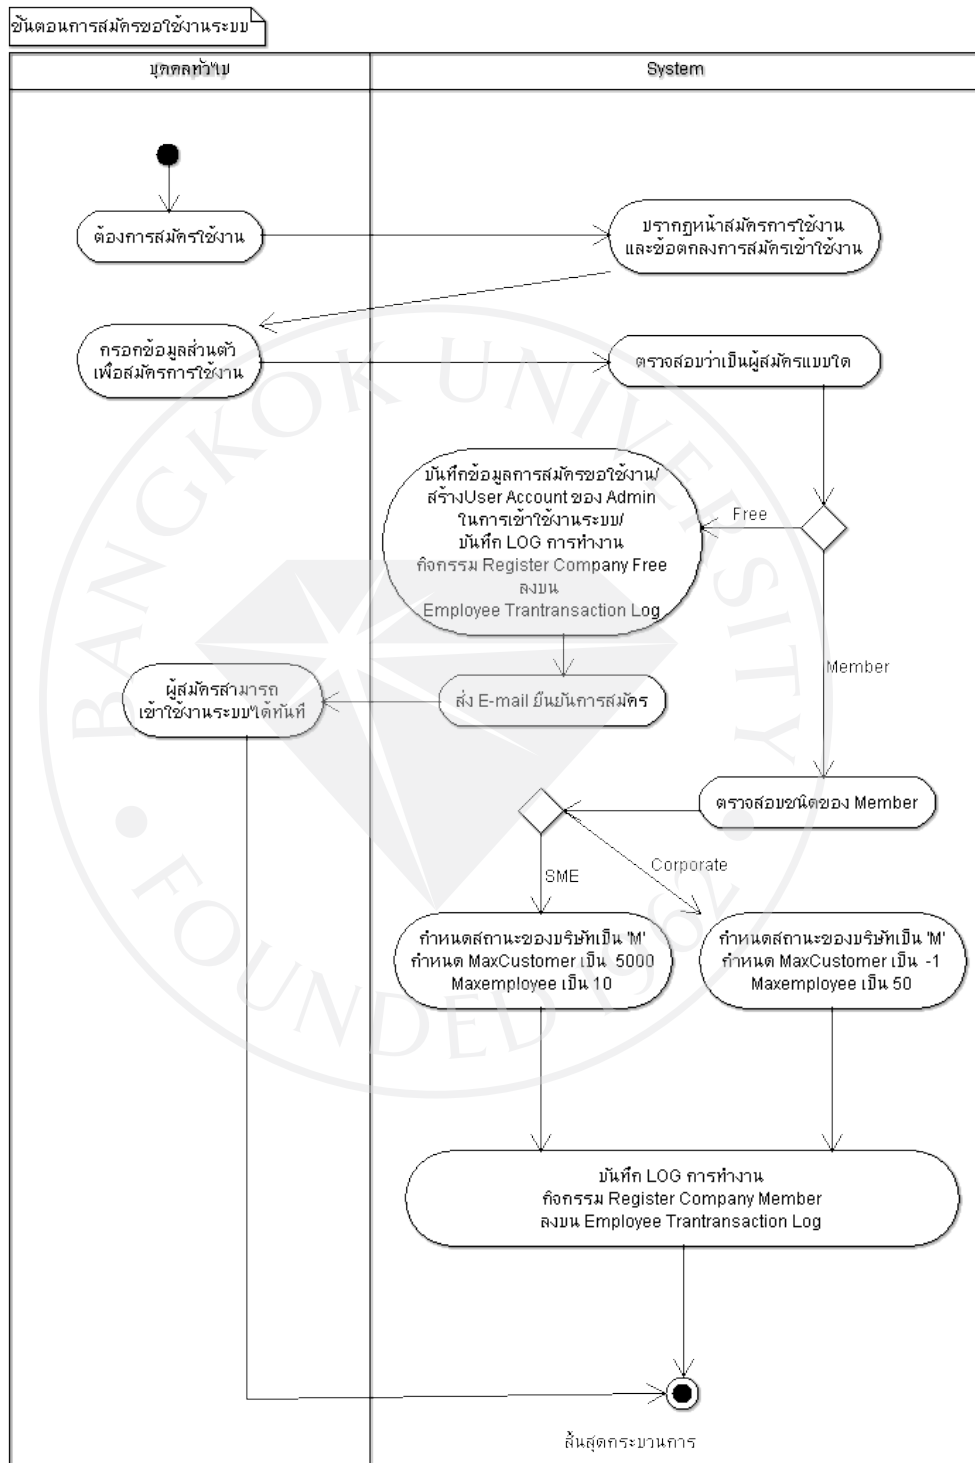 ขั้นตอนการสมัครขอใช้งานระบบ
บุคคลทั่วไป
System
ต้องการสมัครใช้งาน
ปรากฏหน้าสมัครการใช้งาน
และข้อตกลงการสมัครเข้าใช้งาน
กรอกข้อมูลส่วนตัว
เพื่อสมัครการใช้งาน
ตรวจสอบว่าเป็นผู้สมัครแบบใด
บันทึกข้อมูลการสมัครขอใช้งาน/
สร้างUser Account ของ Admin
ในการเข้าใช้งานระบบ/
บันทึก LOG การทำงาน
กิจกรรม Register Company Free
ลงบน
Employee Trantransaction Log
Free
Member
ผู้สมัครสามารถ
เข้าใช้งานระบบได้ทันที
ส่ง E-mail ยืนยันการสมัคร
ตรวจสอบชนิดของ Member
SME
Corporate
กำหนดสถานะของบริษัทเป็น 'M'
กำหนด MaxCustomer เป็น 5000
Maxemployee เป็น 10
กำหนดสถานะของบริษัทเป็น 'M'
กำหนด MaxCustomer เป็น -1
Maxemployee เป็น 50
บันทึก LOG การทำงาน
กิจกรรม Register Company Member
ลงบน Employee Trantransaction Log
สิ้นสุดกระบวนการ
BANGKOK UNIVERSITY
FOUNDED 1962